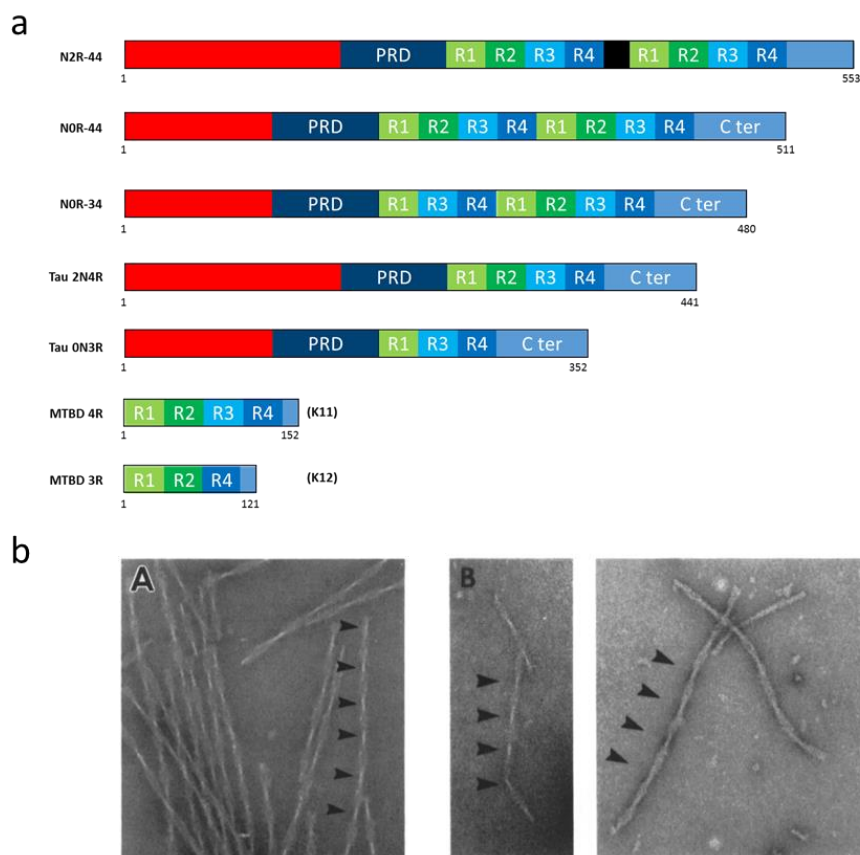 a
N2R-44 PRD R1 R2 R3 R4 R1 R2 R3 R4
1 553
N0R-44 PRD R1 R2 R3 R4 R1 R2 R3 R4 C ter
1 511
N0R-34 PRD R1 R3 R4 R1 R2 R3 R4 C ter
1 480
Tau 2N4R PRD R1 R2 R3 R4 C ter
1 441
Tau 0N3R PRD R1 R3 R4 C ter
1 352
MTBD 4R R1 R2 R3 R4 (K11)
1 152
MTBD 3R R1 R2 R4 (K12)
1 121
b
A B